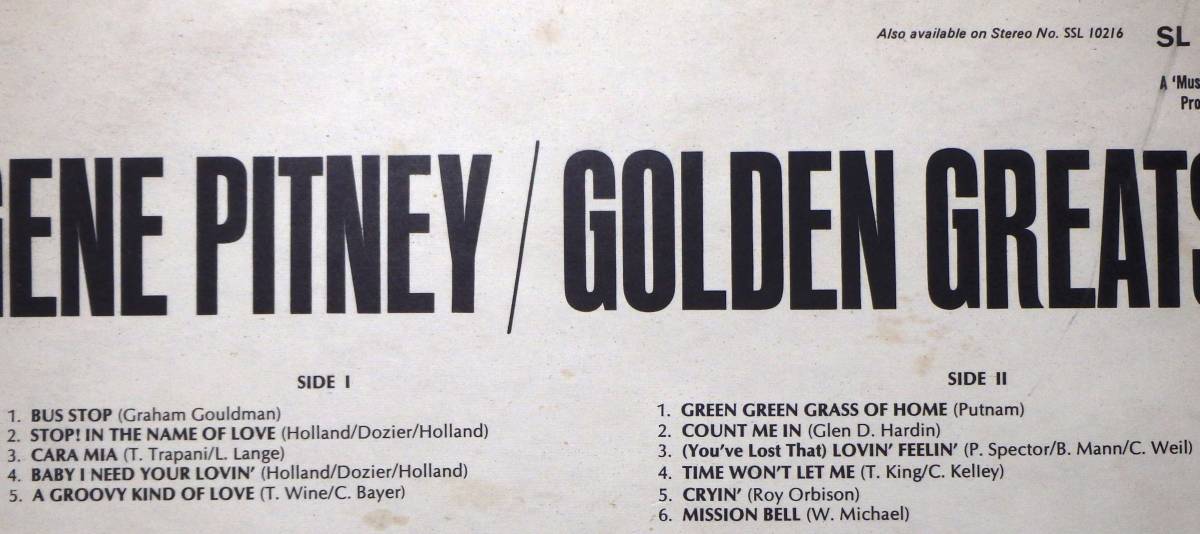 Also available on Stereo No. SSL 10216 SL
A 'Mus
Pro
GENE PITNEY / GOLDEN GREATS
SIDE I
1. BUS STOP (Graham Gouldman)
2. STOP! IN THE NAME OF LOVE (Holland/Dozier/Holland)
3. CARA MIA (T. Trapani/L. Lange)
4. BABY I NEED YOUR LOVIN' (Holland/Dozier/Holland)
5. A GROOVY KIND OF LOVE (T. Wine/C. Bayer)
SIDE II
1. GREEN GREEN GRASS OF HOME (Putnam)
2. COUNT ME IN (Glen D. Hardin)
3. (You've Lost That) LOVIN' FEELIN' (P. Spector/B. Mann/C. Weil)
4. TIME WON'T LET ME (T. King/C. Kelley)
5. CRYIN' (Roy Orbison)
6. MISSION BELL (W. Michael)